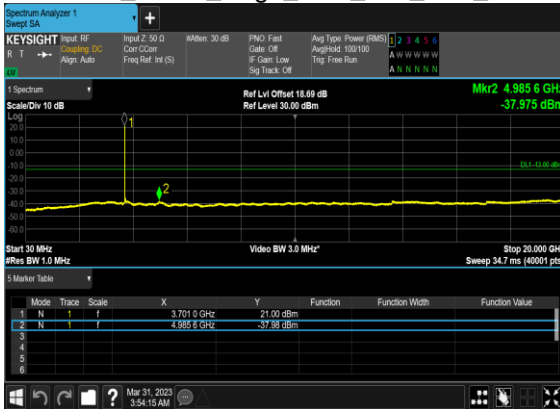 Spectrum Analyzer 1
Swept SA
+
KEYSIGHT Input: RF Input Z: 50 Ω #Atten: 30 dB PNO: Fast Avg Type: Power (RMS) 1 2 3 4 5 6
R T Coupling: DC Corr CCorr Gate: Off Avg|Hold: 100/100 A W W W W W
Align: Auto Freq Ref: Int (S) IF Gain: Low Trig: Free Run
Sig Track: Off A N N N N N
LXI
1 Spectrum Ref Lvl Offset 18.69 dB Mkr2 4.985 6 GHz
Scale/Div 10 dB Ref Level 30.00 dBm -37.975 dBm
Log
20.0
10.0
0.00
-10.0
DL1 -13.00 dBm
-20.0
-30.0
-40.0
-50.0
-60.0
1
2
Start 30 MHz Video BW 3.0 MHz* Stop 20.000 GHz
#Res BW 1.0 MHz Sweep 34.7 ms (40001 pts)
5 Marker Table
Mode Trace Scale X Y Function Function Width Function Value
1 N 1 f 3.701 0 GHz 21.00 dBm
2 N 1 f 4.985 6 GHz -37.98 dBm
3
4
5
6
?
Mar 31, 2023
3:54:15 AM